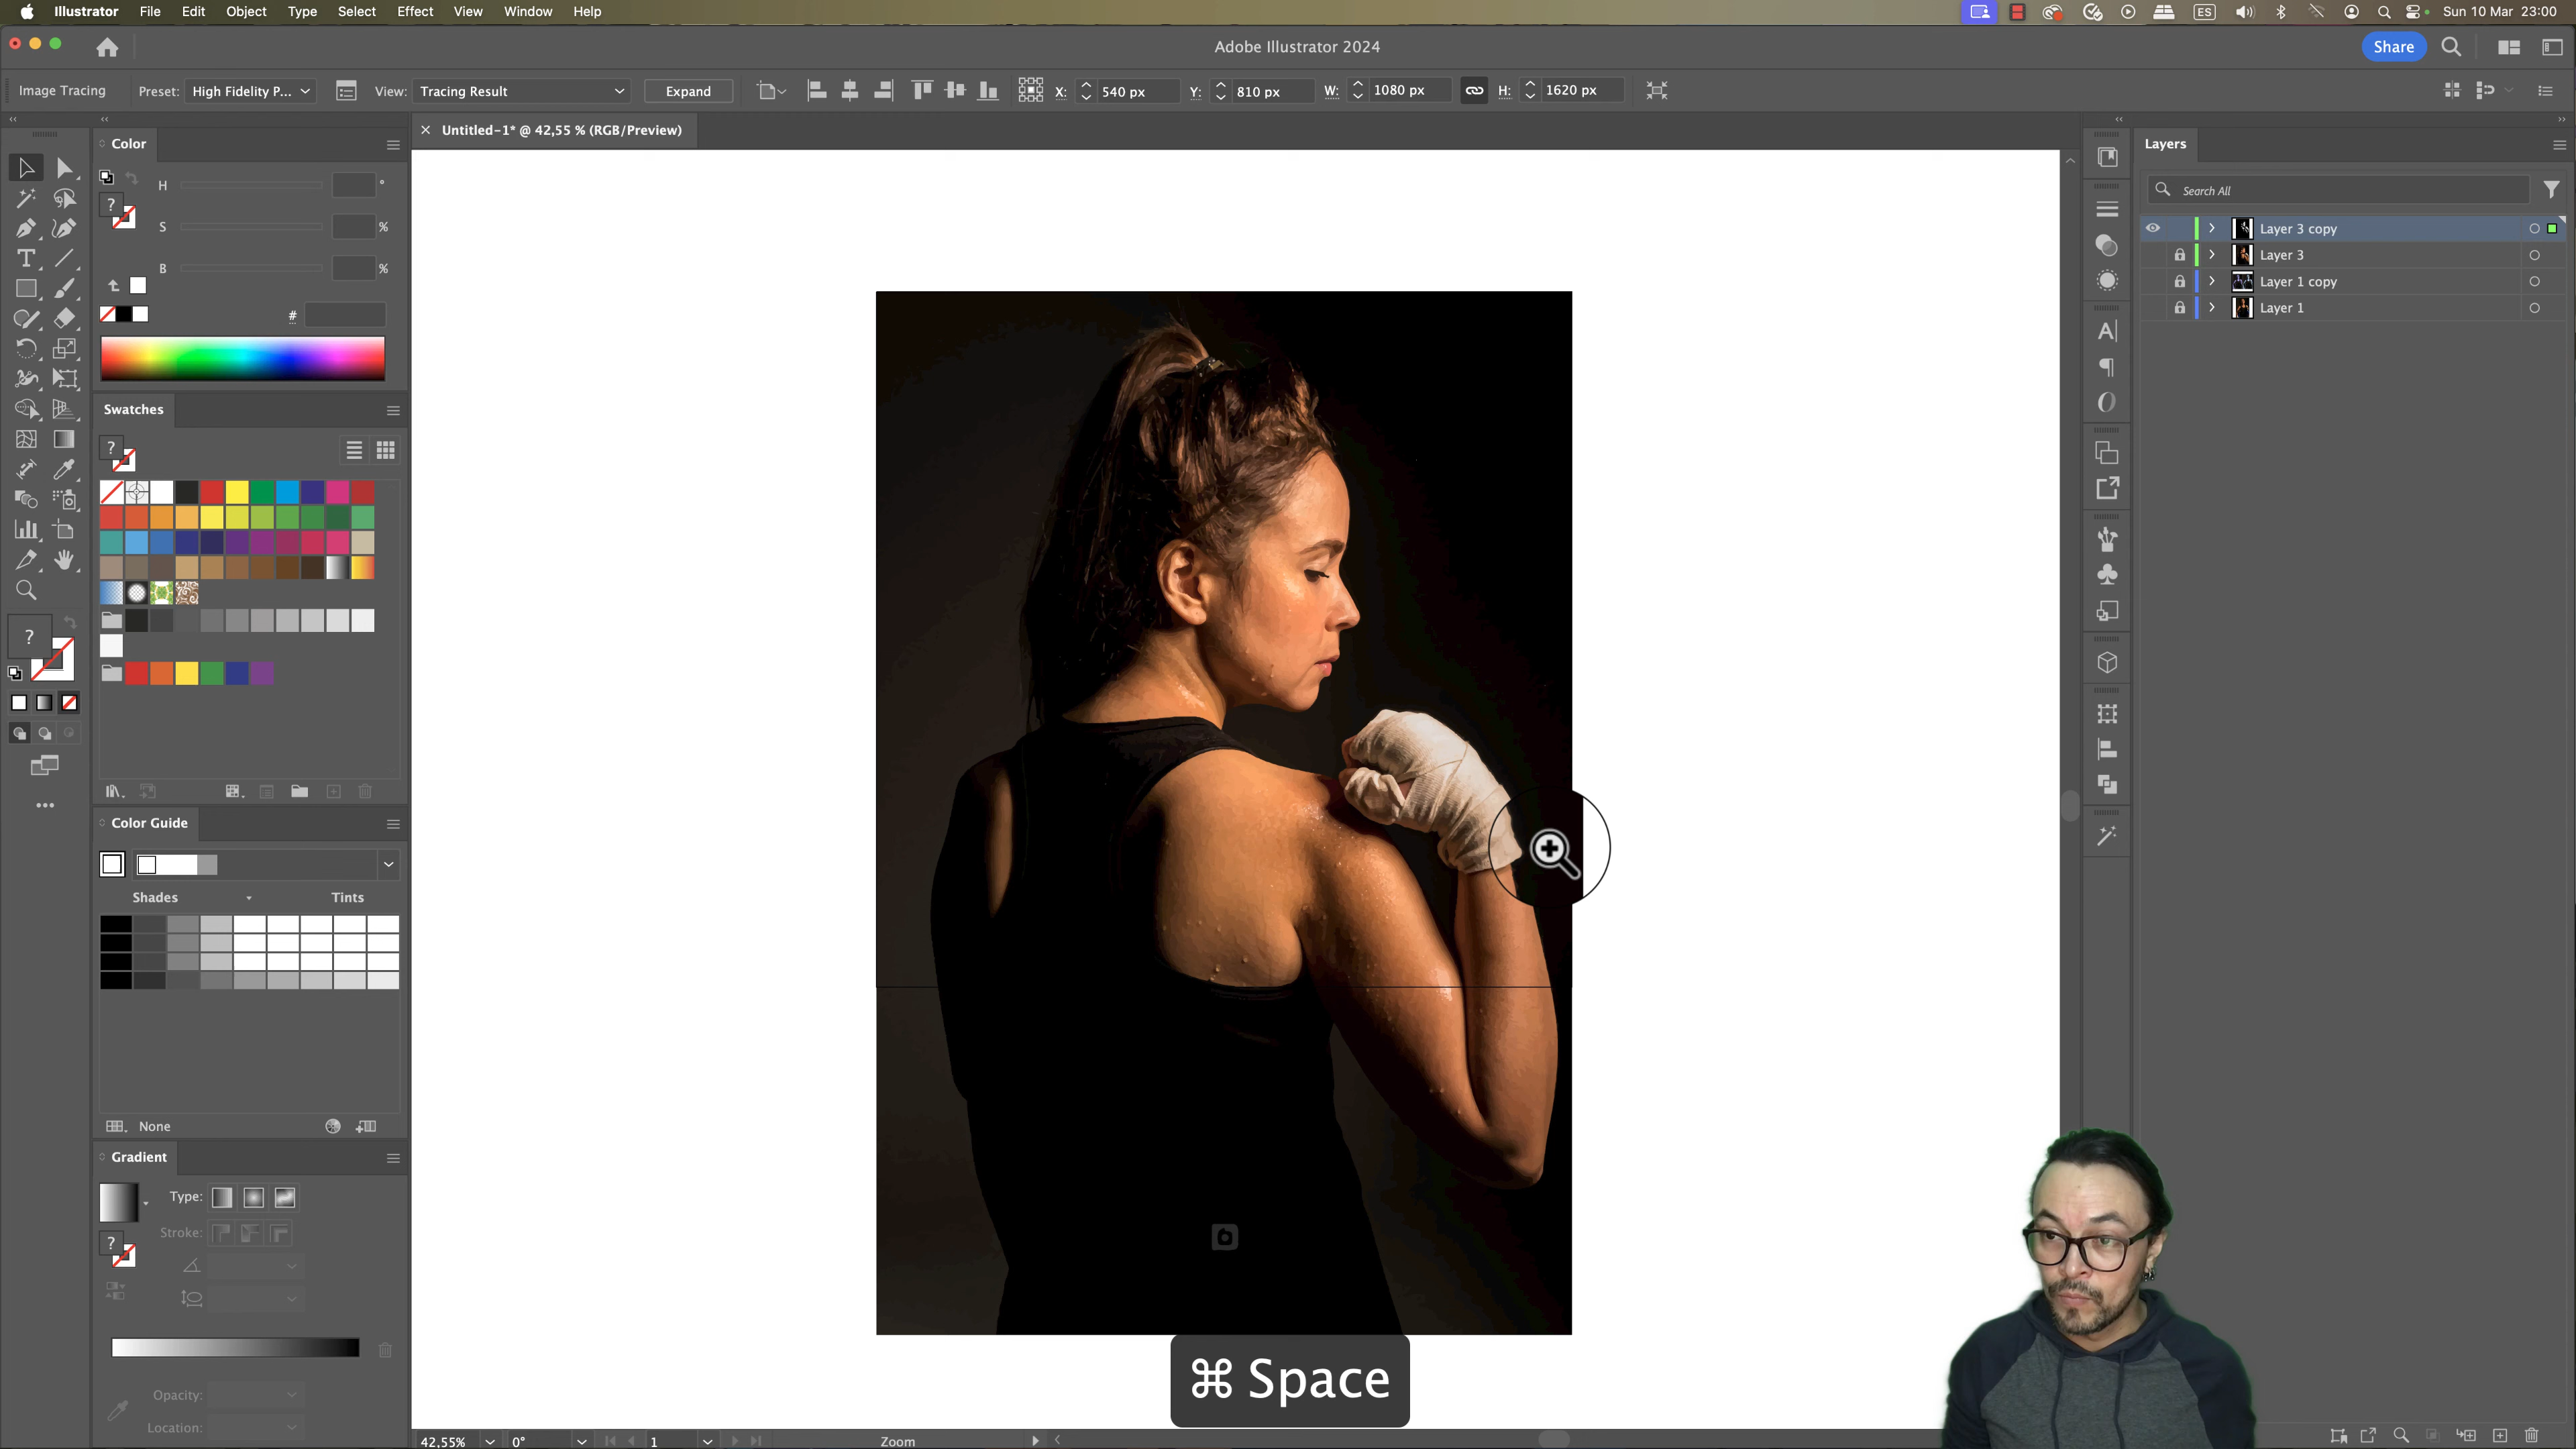 Illustrator File Edit Object Type Select Effect View Window Help
ES Sun 10 Mar 23:00
Adobe Illustrator 2024
Share
Image Tracing Preset: High Fidelity P... View: Tracing Result Expand X: 540 px Y: 810 px W: 1080 px H: 1620 px
Untitled-1* @ 42,55 % (RGB/Preview)
Color
H °
S %
B %
#
Swatches
Color Guide
Shades Tints
None
Gradient
Type:
Stroke:
Opacity:
Location:
Layers
Search All
Layer 3 copy
Layer 3
Layer 1 copy
Layer 1
⌘ Space
42,55% 0° 1 Zoom